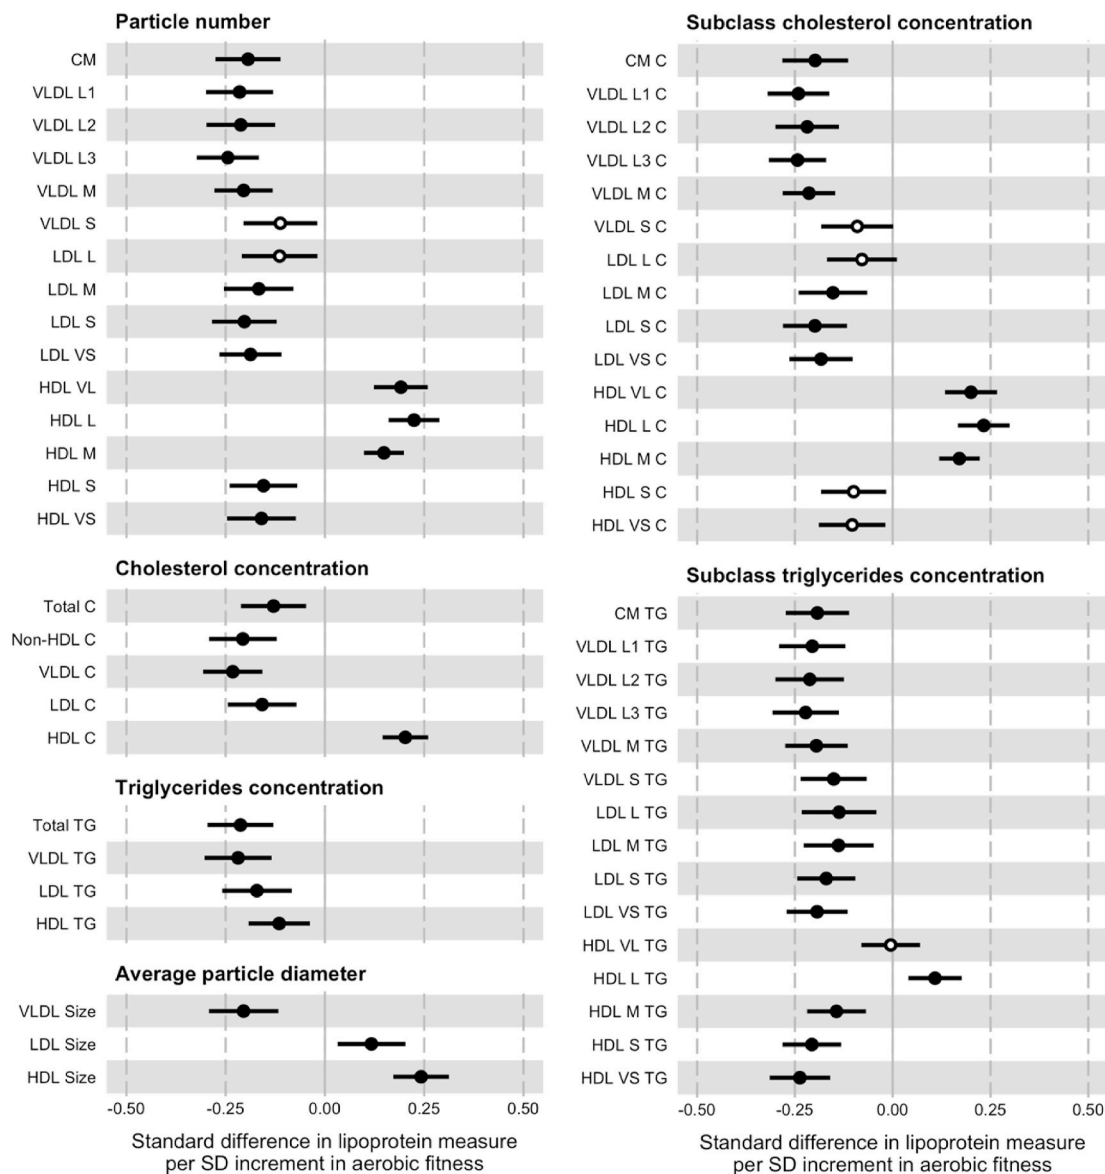 Particle number
CM
VLDL L1
VLDL L2
VLDL L3
VLDL M
VLDL S
LDL L
LDL M
LDL S
LDL VS
HDL VL
HDL L
HDL M
HDL S
HDL VS
Cholesterol concentration
Total C
Non-HDL C
VLDL C
LDL C
HDL C
Triglycerides concentration
Total TG
VLDL TG
LDL TG
HDL TG
Average particle diameter
VLDL Size
LDL Size
HDL Size
-0.50 -0.25 0.00 0.25 0.50
Standard difference in lipoprotein measure
per SD increment in aerobic fitness
Subclass cholesterol concentration
CM C
VLDL L1 C
VLDL L2 C
VLDL L3 C
VLDL M C
VLDL S C
LDL L C
LDL M C
LDL S C
LDL VS C
HDL VL C
HDL L C
HDL M C
HDL S C
HDL VS C
Subclass triglycerides concentration
CM TG
VLDL L1 TG
VLDL L2 TG
VLDL L3 TG
VLDL M TG
VLDL S TG
LDL L TG
LDL M TG
LDL S TG
LDL VS TG
HDL VL TG
HDL L TG
HDL M TG
HDL S TG
HDL VS TG
-0.50 -0.25 0.00 0.25 0.50
Standard difference in lipoprotein measure
per SD increment in aerobic fitness